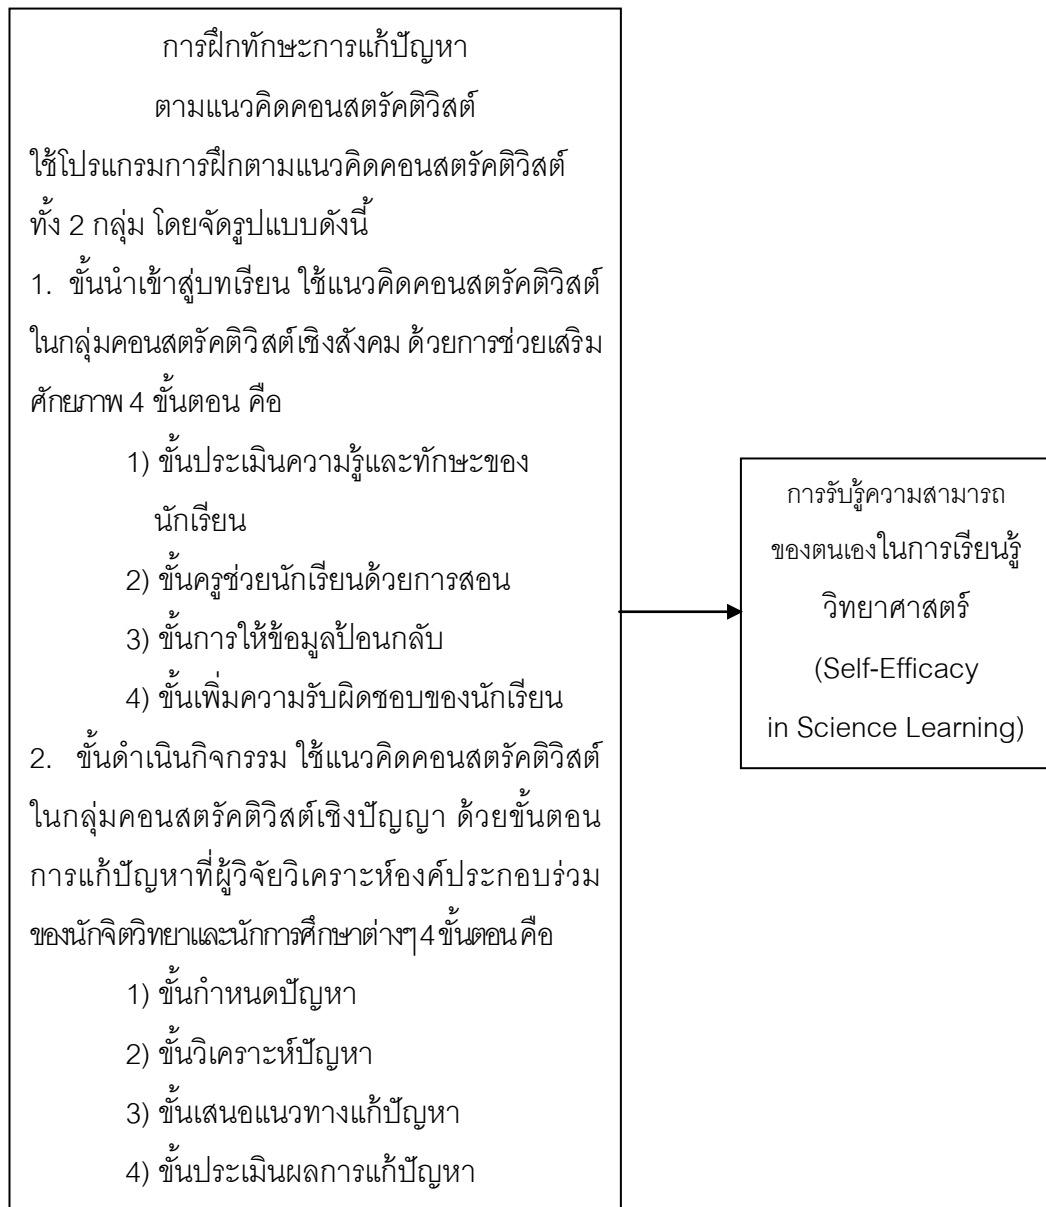 การฝึกทักษะการแก้ปัญหา
ตามแนวคิดคอนสตรัคติวิสต์
ใช้โปรแกรมการฝึกตามแนวคิดคอนสตรัคติวิสต์
ทั้ง 2 กลุ่ม โดยจัดรูปแบบดังนี้
1. ขั้นนำเข้าสู่บทเรียน ใช้แนวคิดคอนสตรัคติวิสต์
ในกลุ่มคอนสตรัคติวิสต์เชิงสังคม ด้วยการช่วยเสริม
ศักยภาพ 4 ขั้นตอน คือ
1) ขั้นประเมินความรู้และทักษะของ
นักเรียน
2) ขั้นครูช่วยนักเรียนด้วยการสอน
3) ขั้นการให้ข้อมูลป้อนกลับ
4) ขั้นเพิ่มความรับผิดชอบของนักเรียน
2. ขั้นดำเนินกิจกรรม ใช้แนวคิดคอนสตรัคติวิสต์
ในกลุ่มคอนสตรัคติวิสต์เชิงปัญญา ด้วยขั้นตอน
การแก้ปัญหาที่ผู้วิจัยวิเคราะห์องค์ประกอบร่วม
ของนักจิตวิทยาและนักการศึกษาต่างๆ 4 ขั้นตอน คือ
1) ขั้นกำหนดปัญหา
2) ขั้นวิเคราะห์ปัญหา
3) ขั้นเสนอแนวทางแก้ปัญหา
4) ขั้นประเมินผลการแก้ปัญหา
การรับรู้ความสามารถ
ของตนเองในการเรียนรู้
วิทยาศาสตร์
(Self-Efficacy
in Science Learning)